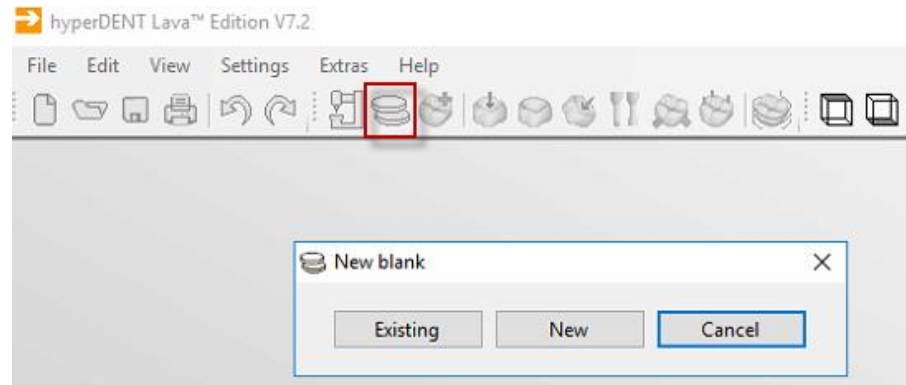 hyperDENT Lava™ Edition V7.2
File Edit View Settings Extras Help
New blank
Existing New Cancel